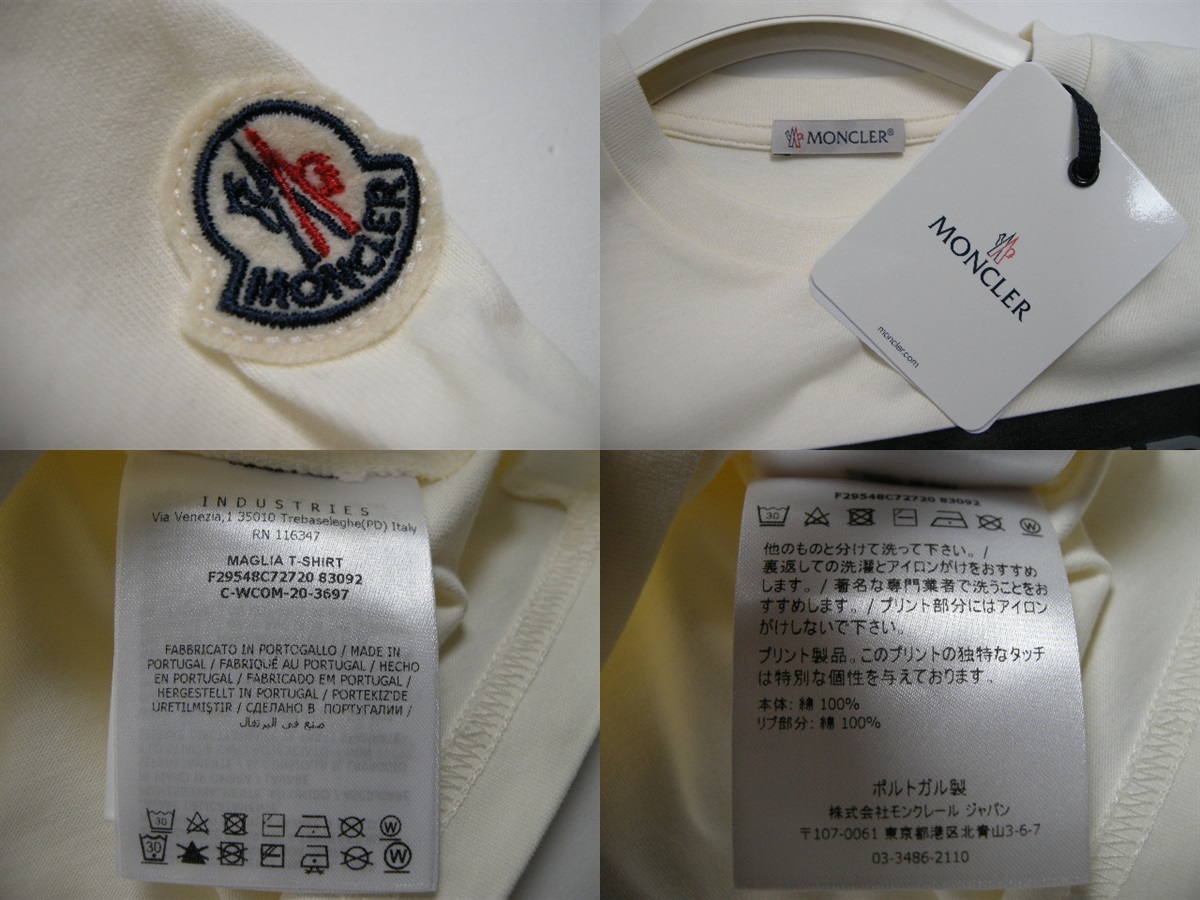 MONCLER
MONCLER®
MONCLER
moncler.com
INDUSTRIES
Via Venezia,1 35010 Trebaseleghe(PD) Italy
RN 116347
MAGLIA T-SHIRT
F29548C72720 83092
C-WCOM-20-3697
FABBRICATO IN PORTOGALLO / MADE IN
PORTUGAL / FABRIQUÉ AU PORTUGAL / HECHO
EN PORTUGAL / FABRICADO EM PORTUGAL /
HERGESTELLT IN PORTUGAL / PORTEKIZ'DE
URETILMIŞTIR / СДЕЛАНО В ПОРТУГАЛИИ /
صنع في البرتغال
30
W
30
W
F29548C72720 83092
30
W
他のものと分けて洗って下さい。/
裏返しての洗濯とアイロンがけをおすすめ
します。/ 著名な専門業者で洗うことをお
すすめします。/ プリント部分にはアイロン
がけしないで下さい。
プリント製品。このプリントの独特なタッチ
は特別な個性を与えております。
本体: 綿 100%
リブ部分: 綿 100%
ポルトガル製
株式会社モンクレール ジャパン
〒107-0061 東京都港区北青山3-6-7
03-3486-2110